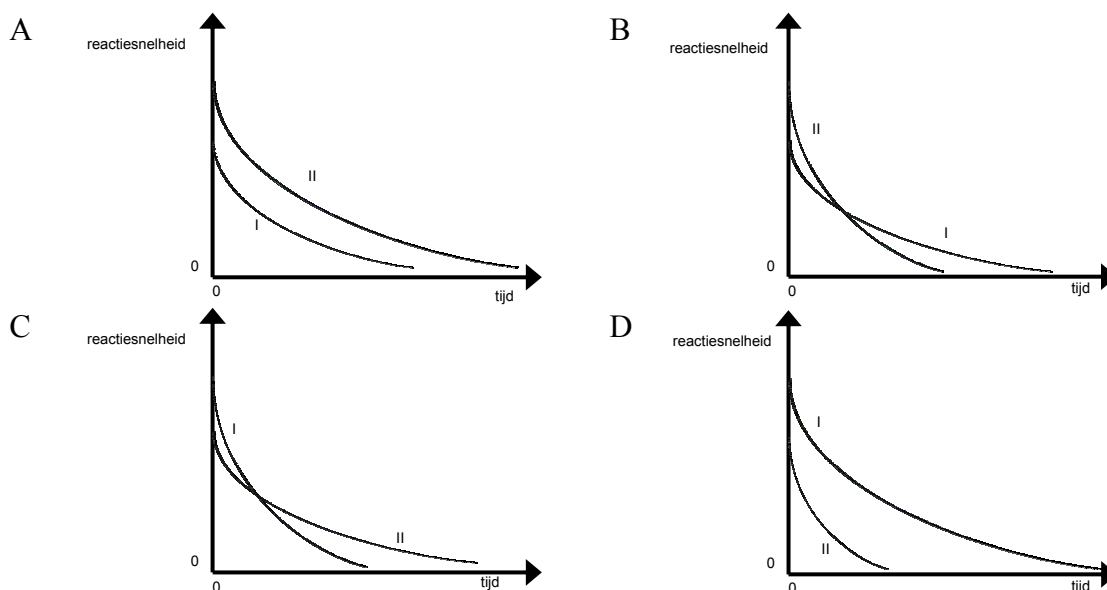 A
reactiesnelheid
II
I
0
0
tijd
B
reactiesnelheid
II
I
0
0
tijd
C
reactiesnelheid
I
II
0
0
tijd
D
reactiesnelheid
I
II
0
0
tijd